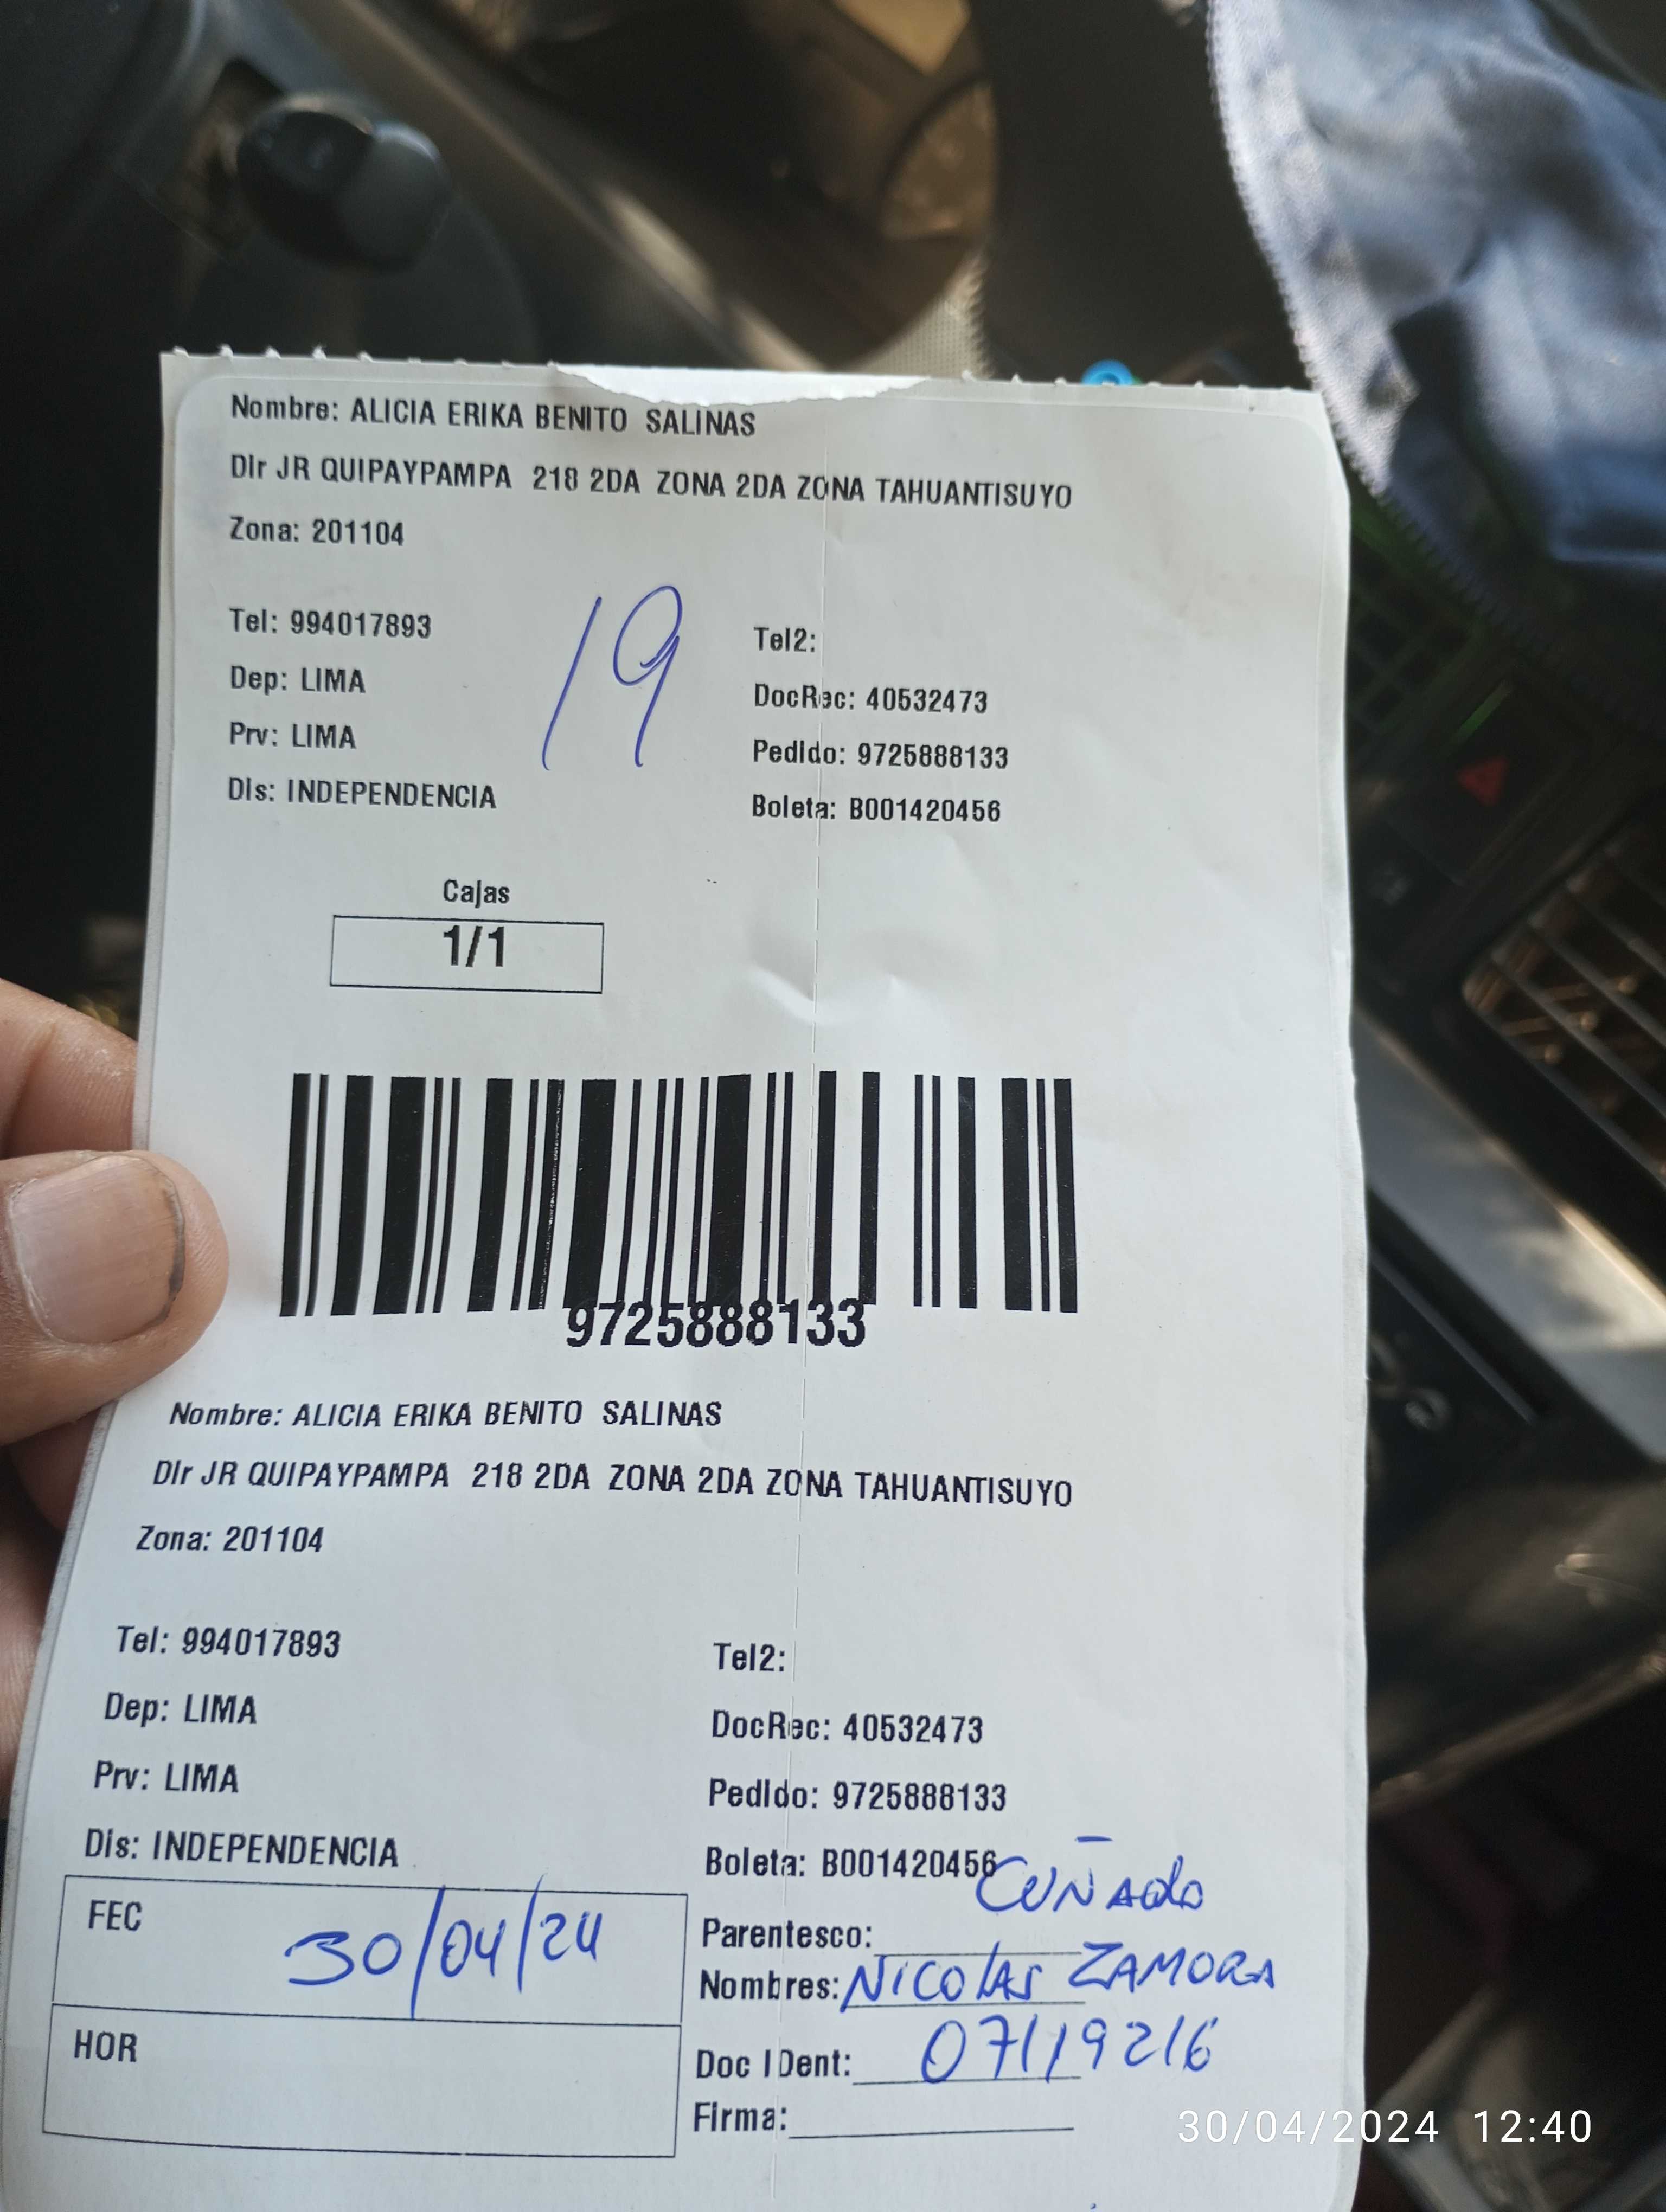 Nombre: ALICIA ERIKA BENITO SALINAS
Dir JR QUIPAYPAMPA 218 2DA ZONA 2DA ZONA TAHUANTISUYO
Zona: 201104
19
Tel: 994017893
Tel2:
Dep: LIMA
DocRec: 40532473
Prv: LIMA
Pedido: 9725888133
Dis: INDEPENDENCIA
Boleta: B001420456
Cajas
1/1
9725888133
Nombre: ALICIA ERIKA BENITO SALINAS
Dir JR QUIPAYPAMPA 218 2DA ZONA 2DA ZONA TAHUANTISUYO
Zona: 201104
Tel: 994017893
Tel2:
Dep: LIMA
DocRec: 40532473
Prv: LIMA
Pedido: 9725888133
Dis: INDEPENDENCIA
Boleta: B001420456
FEC 30/04/24
Parentesco: CUÑADO
Nombres: NICOLAS ZAMORA
HOR
Doc IDent: 07119216
Firma:
30/04/2024 12:40